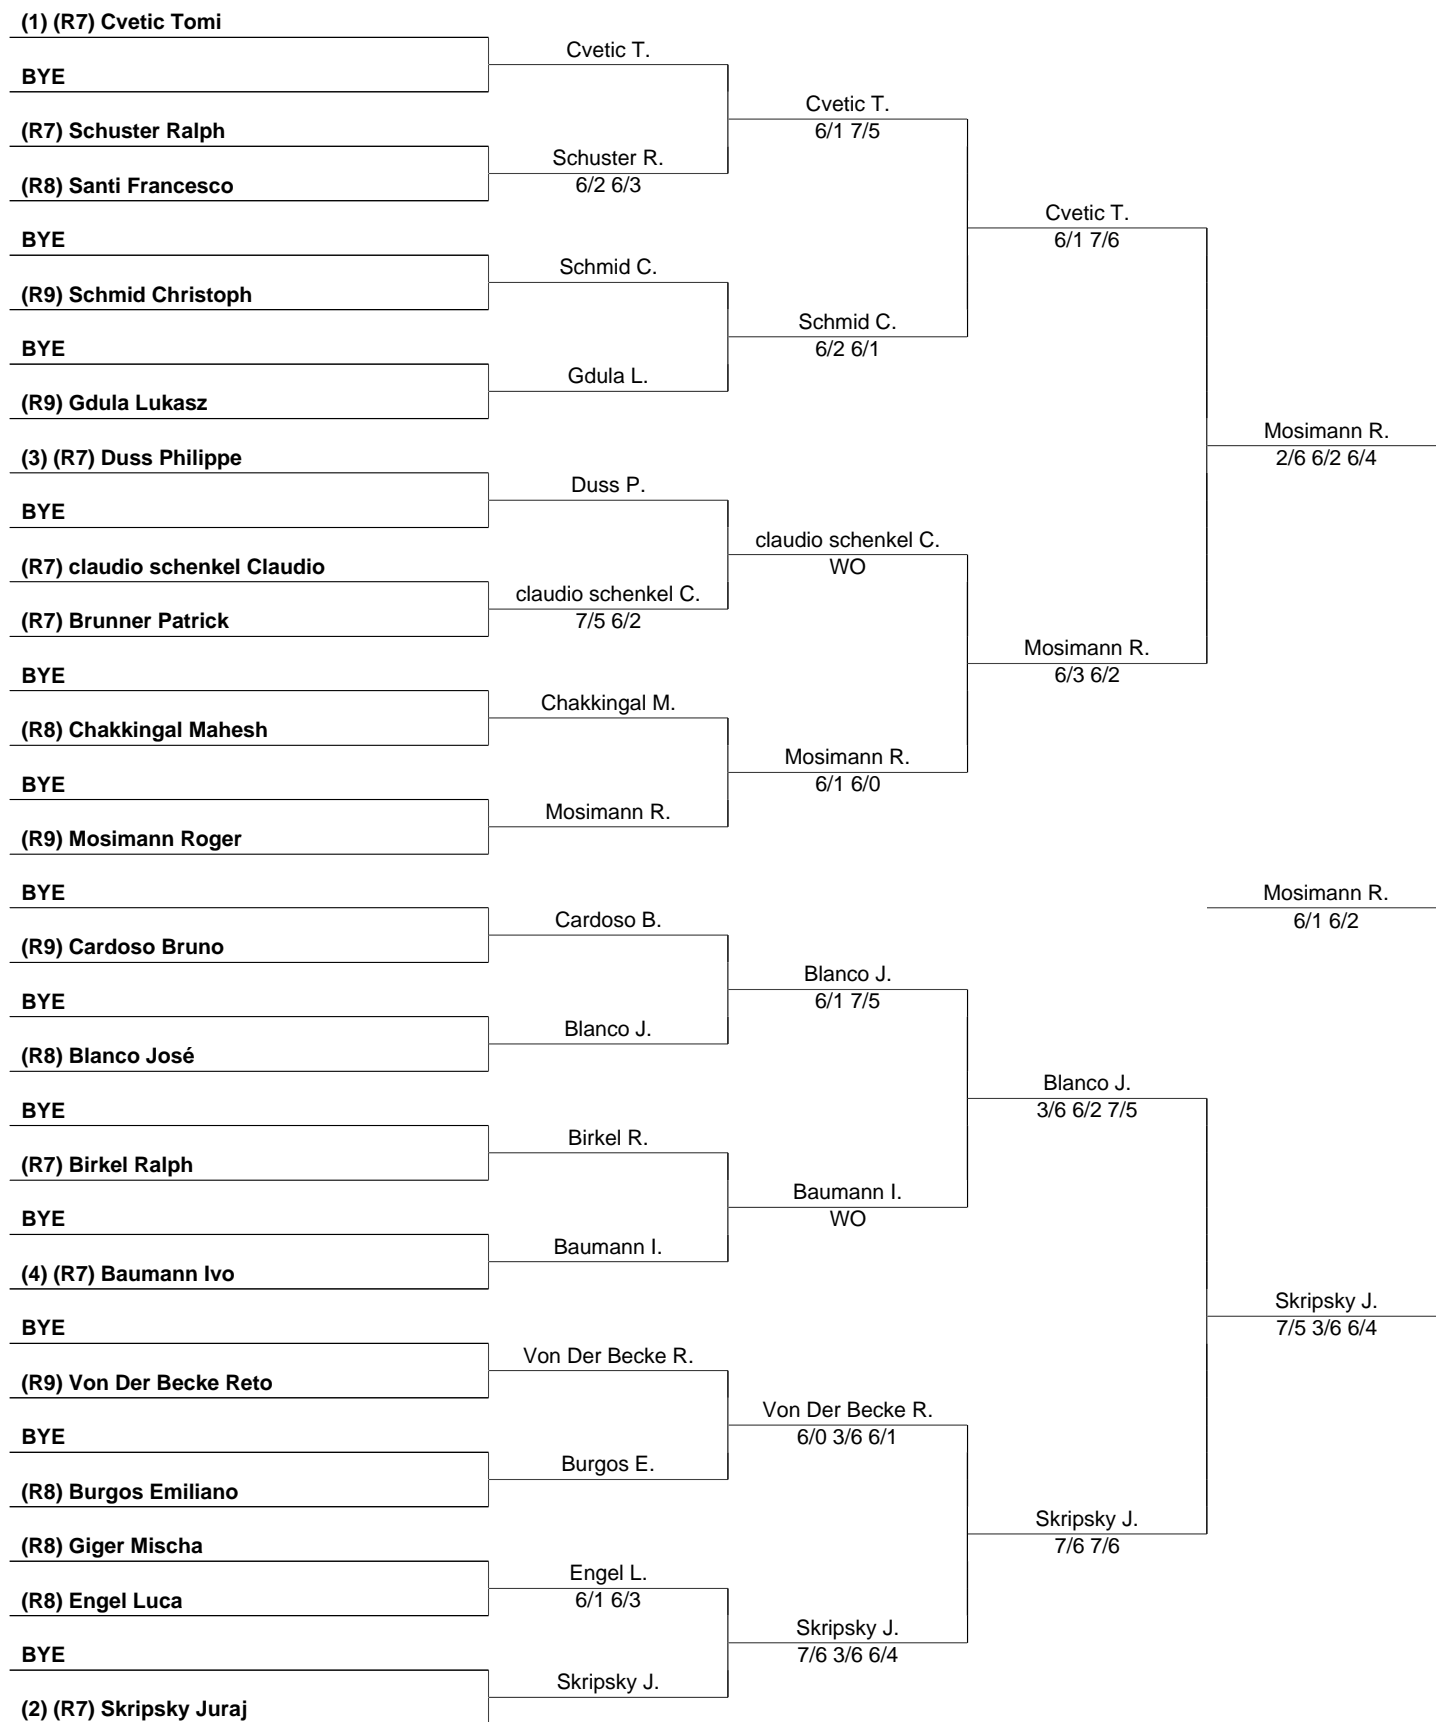 (1) (R7) Cvetic Tomi
BYE
(R7) Schuster Ralph
(R8) Santi Francesco
BYE
(R9) Schmid Christoph
BYE
(R9) Gdula Lukasz
(3) (R7) Duss Philippe
BYE
(R7) claudio schenkel Claudio
(R7) Brunner Patrick
BYE
(R8) Chakkingal Mahesh
BYE
(R9) Mosimann Roger
BYE
(R9) Cardoso Bruno
BYE
(R8) Blanco José
BYE
(R7) Birkel Ralph
BYE
(4) (R7) Baumann Ivo
BYE
(R9) Von Der Becke Reto
BYE
(R8) Burgos Emiliano
(R8) Giger Mischa
(R8) Engel Luca
BYE
(2) (R7) Skripsky Juraj
Cvetic T.
Schuster R.
6/2 6/3
Schmid C.
Gdula L.
Duss P.
claudio schenkel C.
7/5 6/2
Chakkingal M.
Mosimann R.
Cardoso B.
Blanco J.
Birkel R.
Baumann I.
Von Der Becke R.
Burgos E.
Engel L.
6/1 6/3
Skripsky J.
Cvetic T.
6/1 7/5
Schmid C.
6/2 6/1
claudio schenkel C.
WO
Mosimann R.
6/1 6/0
Blanco J.
6/1 7/5
Baumann I.
WO
Von Der Becke R.
6/0 3/6 6/1
Skripsky J.
7/6 3/6 6/4
Cvetic T.
6/1 7/6
Mosimann R.
6/3 6/2
Blanco J.
3/6 6/2 7/5
Skripsky J.
7/6 7/6
Mosimann R.
2/6 6/2 6/4
Mosimann R.
6/1 6/2
Skripsky J.
7/5 3/6 6/4